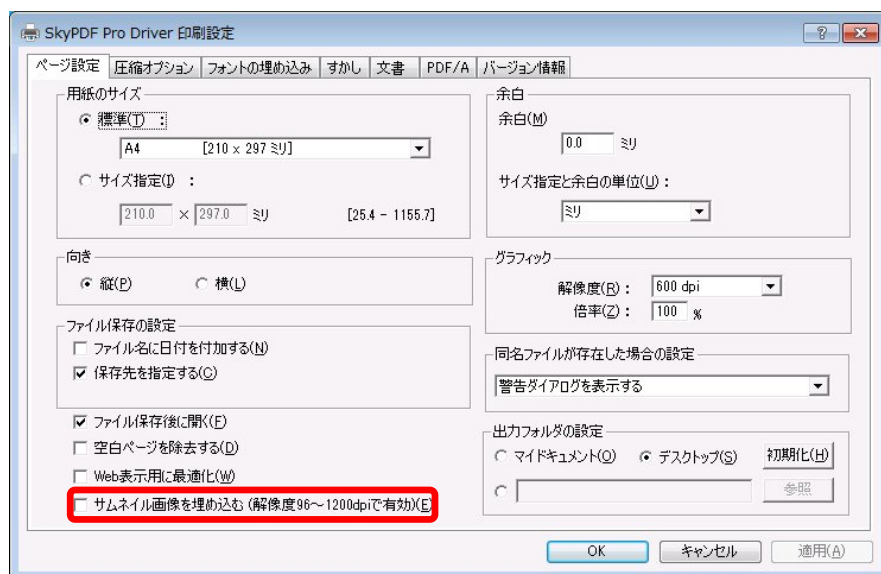 SkyPDF Pro Driver 印刷設定
ページ設定 圧縮オプション フォントの埋め込み すかし 文書 PDF/A バージョン情報
用紙のサイズ
標準(T) :
A4 [210 x 297 ミリ]
サイズ指定(I) :
210.0 × 297.0 ミリ [25.4 - 1155.7]
向き
縦(P) 横(L)
ファイル保存の設定
ファイル名に日付を付加する(N)
保存先を指定する(C)
ファイル保存後に開く(F)
空白ページを除去する(D)
Web表示用に最適化(W)
サムネイル画像を埋め込む (解像度96～1200dpiで有効)(E)
余白
余白(M)
0.0 ミリ
サイズ指定と余白の単位(U) :
ミリ
グラフィック
解像度(R) : 600 dpi
倍率(Z) : 100 %
同名ファイルが存在した場合の設定
警告ダイアログを表示する
出力フォルダの設定
マイドキュメント(O) デスクトップ(S) 初期化(H)
参照
OK キャンセル 適用(A)